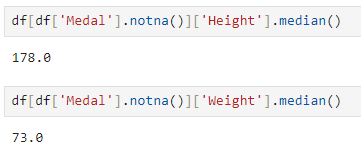 df[df['Medal'].notna()]['Height'].median()
178.0
df[df['Medal'].notna()]['Weight'].median()
73.0